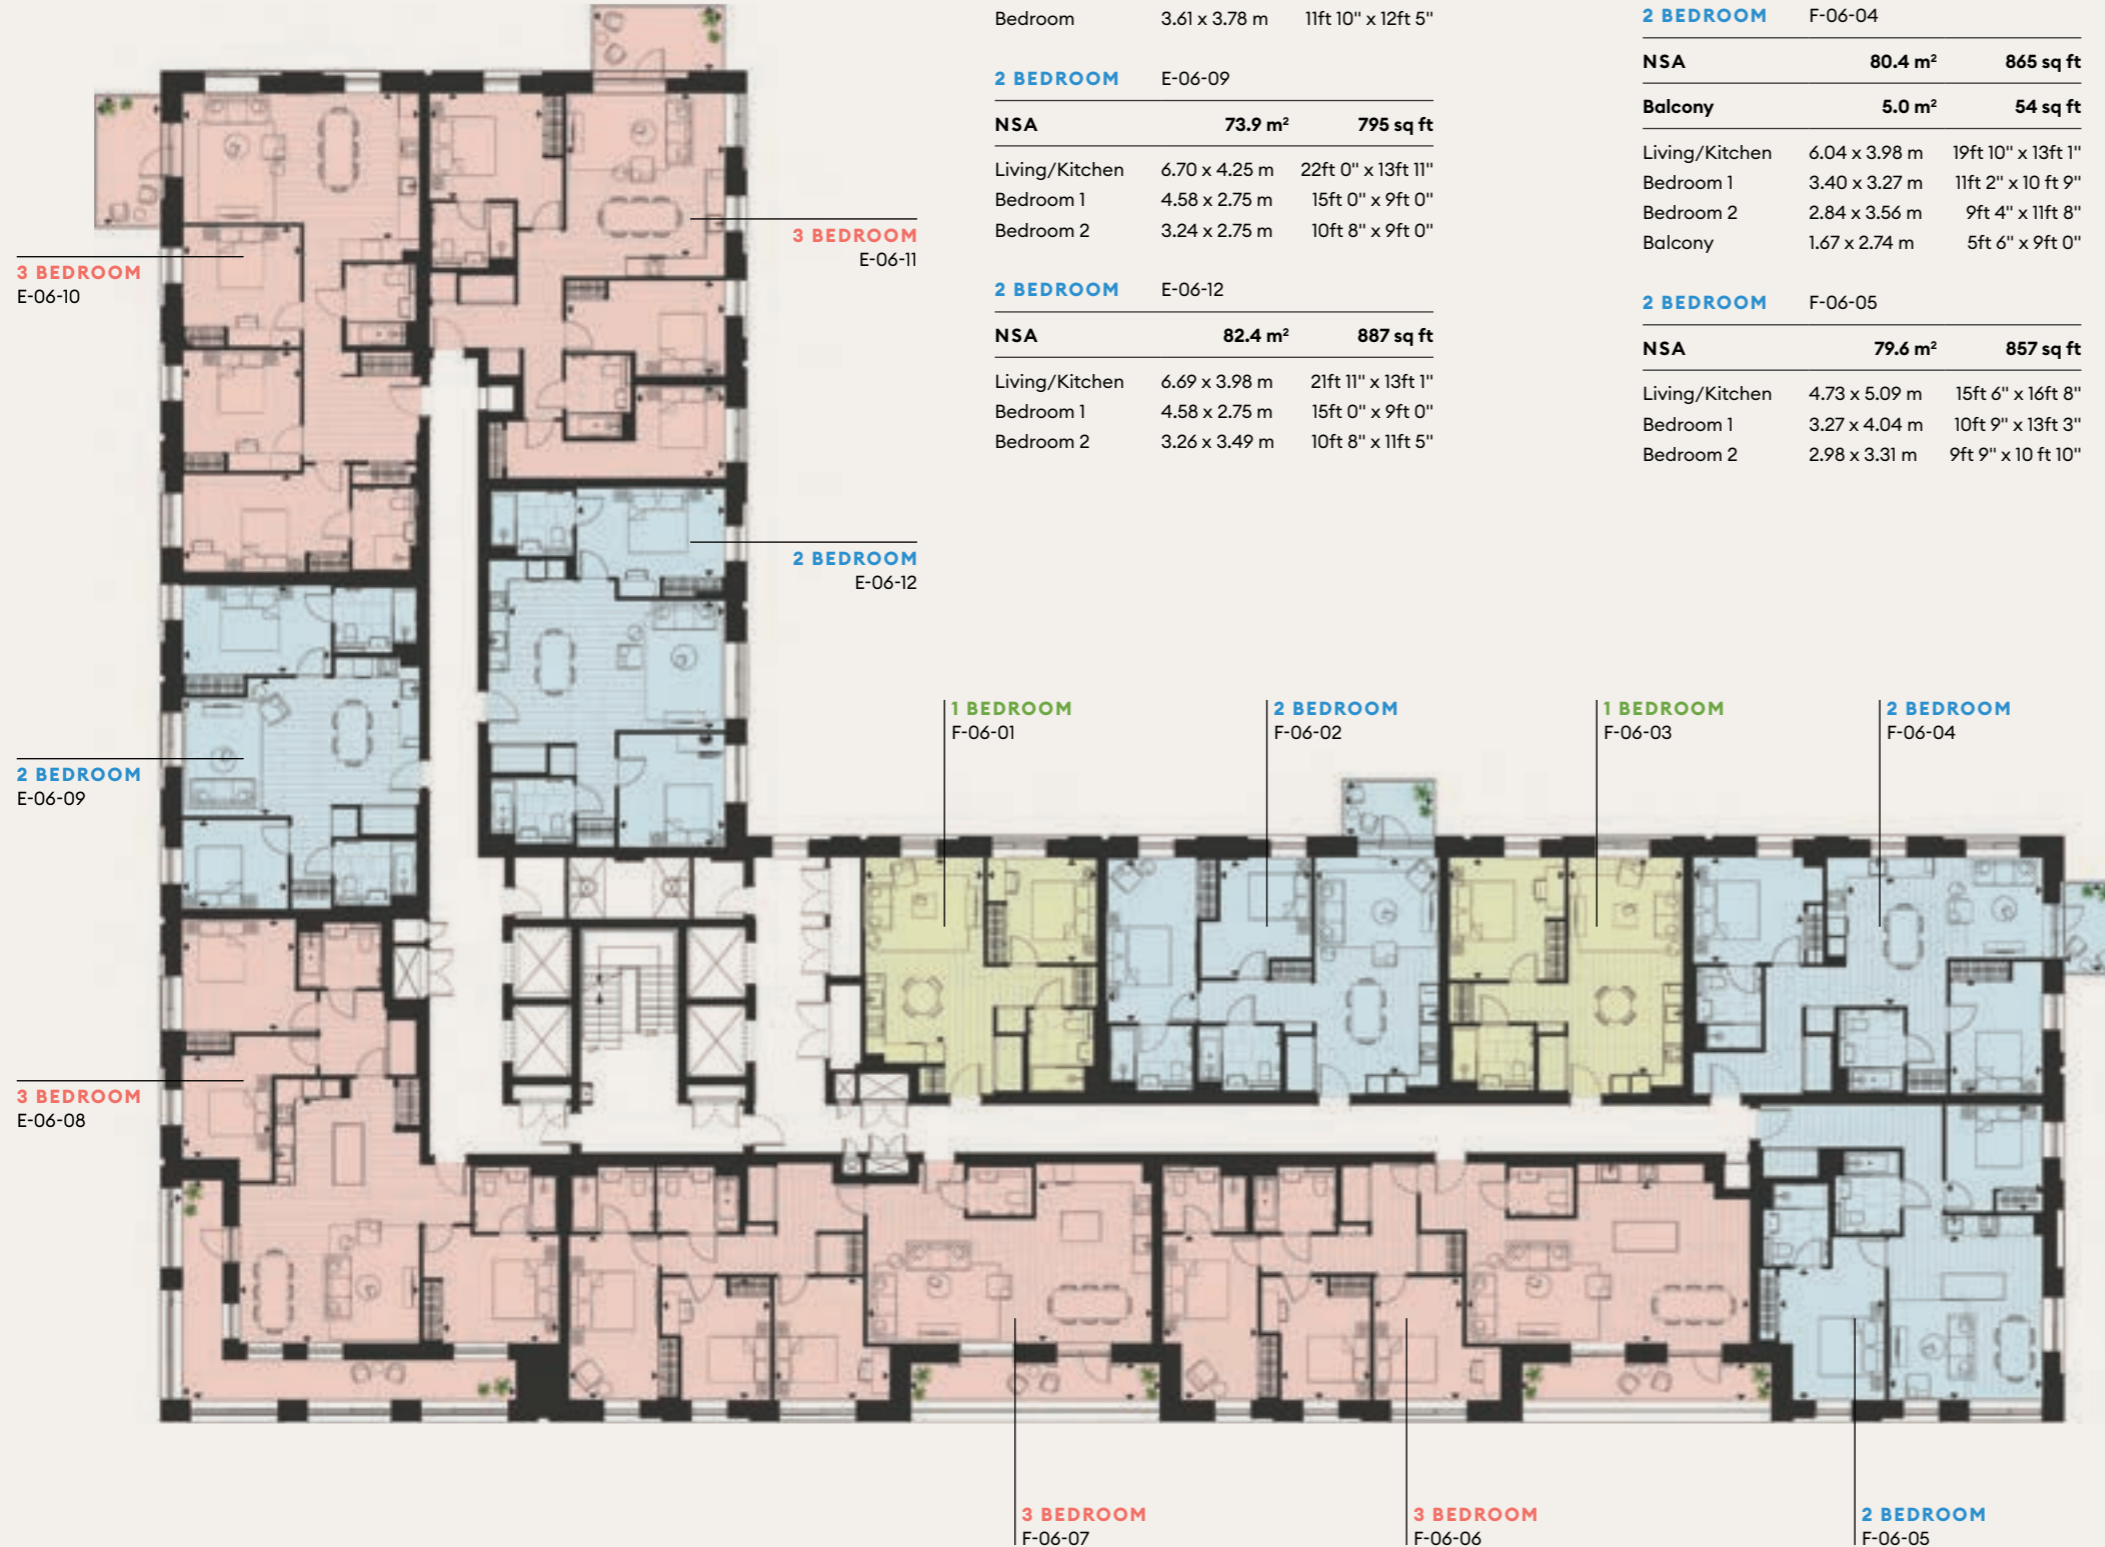 Bedroom 3.61 x 3.78 m 11ft 10" x 12ft 5"
2 BEDROOM E-06-09
NSA 73.9 m² 795 sq ft
Living/Kitchen 6.70 x 4.25 m 22ft 0" x 13ft 11"
Bedroom 1 4.58 x 2.75 m 15ft 0" x 9ft 0"
Bedroom 2 3.24 x 2.75 m 10ft 8" x 9ft 0"
2 BEDROOM E-06-12
NSA 82.4 m² 887 sq ft
Living/Kitchen 6.69 x 3.98 m 21ft 11" x 13ft 1"
Bedroom 1 4.58 x 2.75 m 15ft 0" x 9ft 0"
Bedroom 2 3.26 x 3.49 m 10ft 8" x 11ft 5"
2 BEDROOM F-06-04
NSA 80.4 m² 865 sq ft
Balcony 5.0 m² 54 sq ft
Living/Kitchen 6.04 x 3.98 m 19ft 10" x 13ft 1"
Bedroom 1 3.40 x 3.27 m 11ft 2" x 10 ft 9"
Bedroom 2 2.84 x 3.56 m 9ft 4" x 11ft 8"
Balcony 1.67 x 2.74 m 5ft 6" x 9ft 0"
2 BEDROOM F-06-05
NSA 79.6 m² 857 sq ft
Living/Kitchen 4.73 x 5.09 m 15ft 6" x 16ft 8"
Bedroom 1 3.27 x 4.04 m 10ft 9" x 13ft 3"
Bedroom 2 2.98 x 3.31 m 9ft 9" x 10 ft 10"
3 BEDROOM
E-06-10
3 BEDROOM
E-06-11
2 BEDROOM
E-06-12
2 BEDROOM
E-06-09
3 BEDROOM
E-06-08
1 BEDROOM
F-06-01
2 BEDROOM
F-06-02
1 BEDROOM
F-06-03
2 BEDROOM
F-06-04
3 BEDROOM
F-06-07
3 BEDROOM
F-06-06
2 BEDROOM
F-06-05